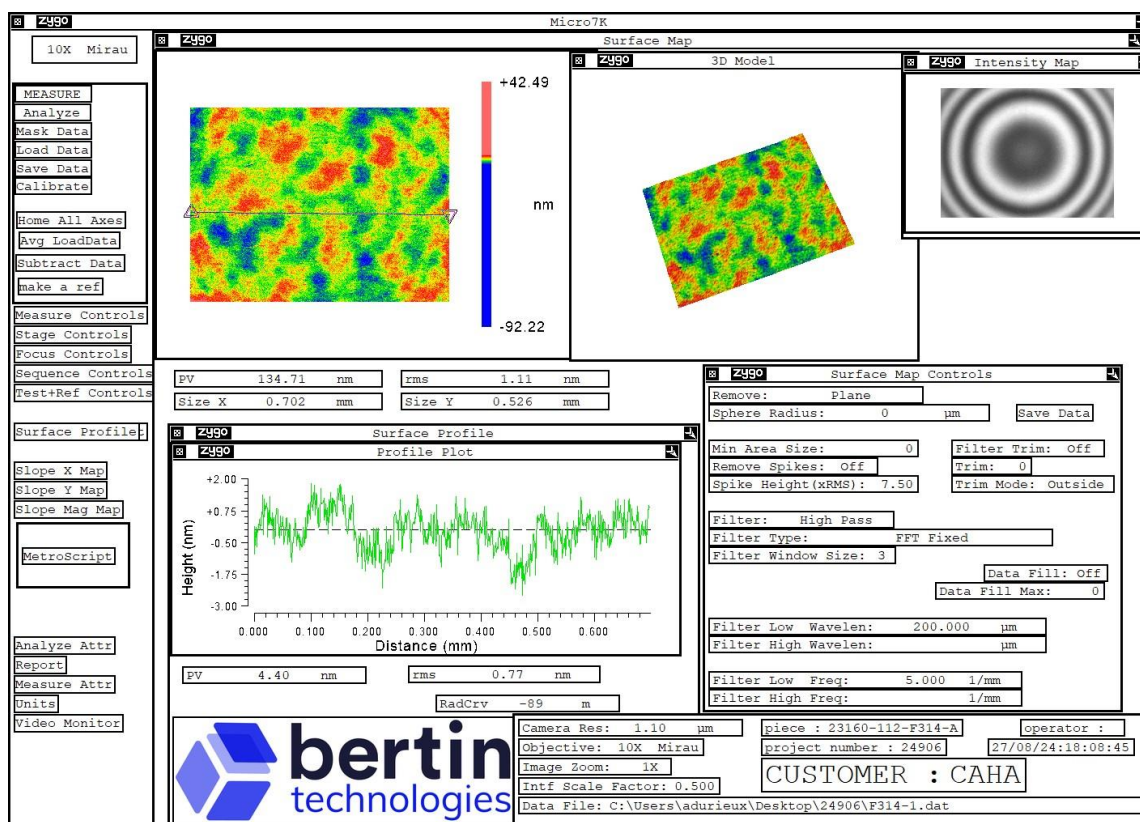 zygo Micro7K
10X Mirau
MEASURE
Analyze
Mask Data
Load Data
Save Data
Calibrate
Home All Axes
Avg LoadData
Subtract Data
make a ref
Measure Controls
Stage Controls
Focus Controls
Sequence Controls
Test+Ref Controls
Surface Profile
Slope X Map
Slope Y Map
Slope Mag Map
MetroScript
Analyze Attr
Report
Measure Attr
Units
Video Monitor
zygo Surface Map
+42.49
nm
-92.22
zygo 3D Model
zygo Intensity Map
PV 134.71 nm
rms 1.11 nm
Size X 0.702 mm
Size Y 0.526 mm
zygo Surface Profile
zygo Profile Plot
Height (nm)
+2.00
+0.75
-0.50
-1.75
-3.00
0.000 0.100 0.200 0.300 0.400 0.500 0.600
Distance (mm)
PV 4.40 nm
rms 0.77 nm
RadCrv -89 m
zygo Surface Map Controls
Remove: Plane
Sphere Radius: 0 µm
Save Data
Min Area Size: 0
Filter Trim: Off
Remove Spikes: Off
Trim: 0
Spike Height(xRMS): 7.50
Trim Mode: Outside
Filter: High Pass
Filter Type: FFT Fixed
Filter Window Size: 3
Data Fill: Off
Data Fill Max: 0
Filter Low Wavelen: 200.000 µm
Filter High Wavelen: µm
Filter Low Freq: 5.000 1/mm
Filter High Freq: 1/mm
bertin
technologies
Camera Res: 1.10 µm
piece : 23160-112-F314-A
operator :
Objective: 10X Mirau
project number : 24906
27/08/24:18:08:45
Image Zoom: 1X
CUSTOMER : CAHA
Intf Scale Factor: 0.500
Data File: C:\Users\adurieux\Desktop\24906\F314-1.dat